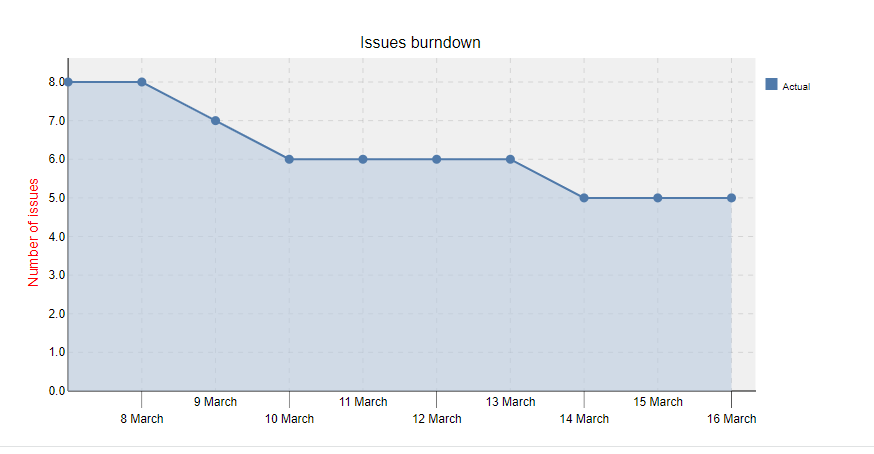 Issues burndown
Actual
Number of issues
8.0
7.0
6.0
5.0
4.0
3.0
2.0
1.0
0.0
8 March
9 March
10 March
11 March
12 March
13 March
14 March
15 March
16 March